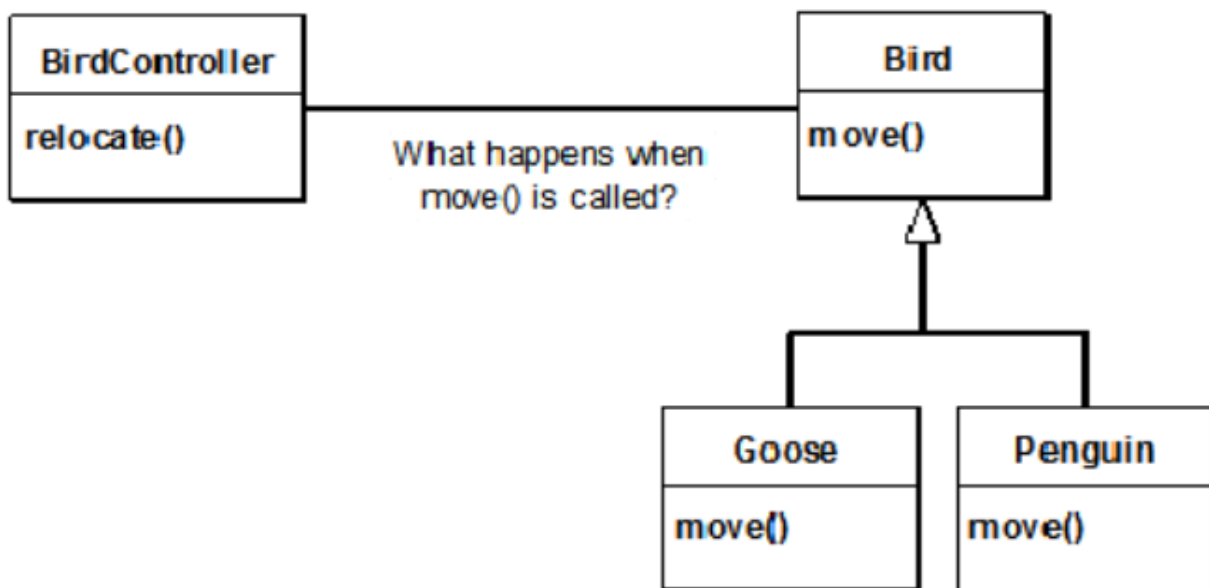 BirdController
relocate()
What happens when
move() is called?
Bird
move()
Goose
move()
Penguin
move()